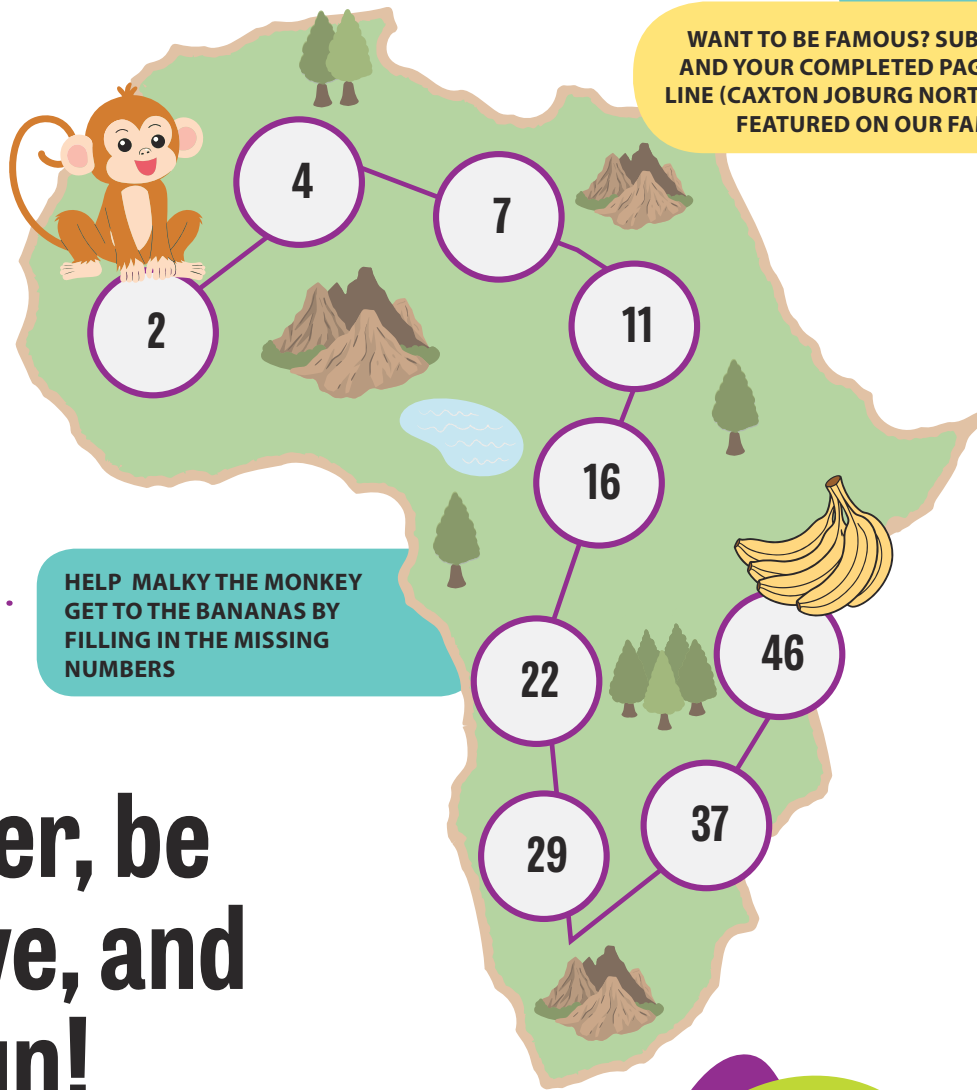 WANT TO BE FAMOUS? SUB
AND YOUR COMPLETED PAG
LINE (CAXTON JOBURG NORT
FEATURED ON OUR FA
4
7
2
11
16
HELP MALKY THE MONKEY
GET TO THE BANANAS BY
FILLING IN THE MISSING
NUMBERS
22
46
29
37
er, be
ve, and
un!